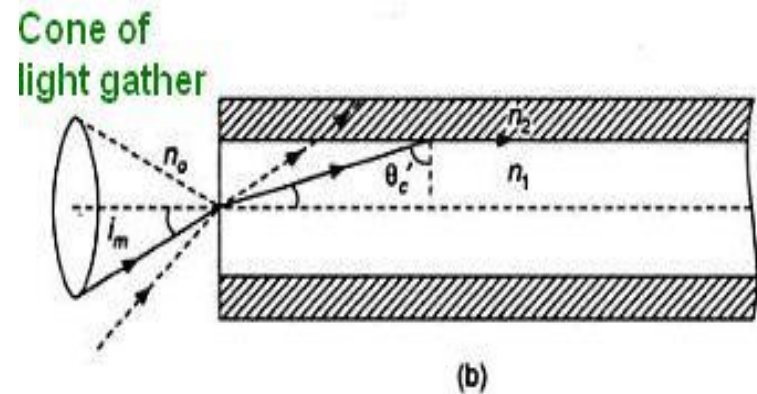 Cone of
light gather
n₀
n₂
θc′
n₁
iₘ
(b)